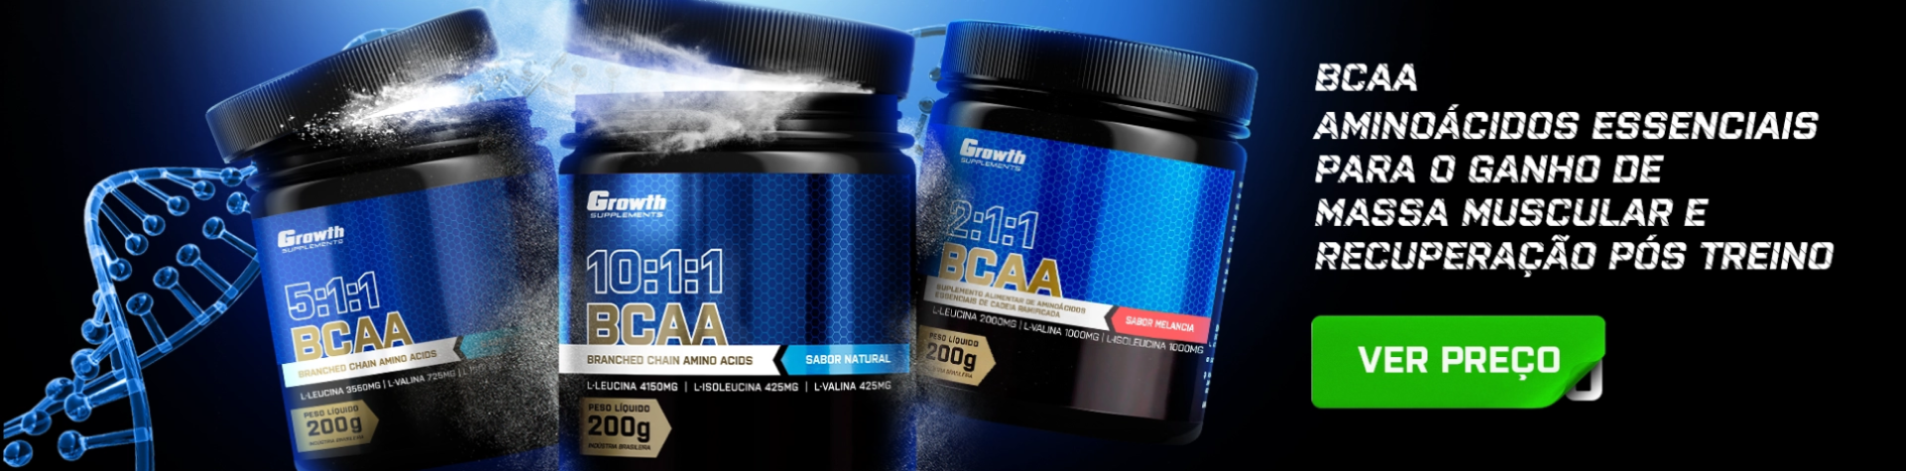 Growth
SUPPLEMENTS
5:1:1
BCAA
BRANCHED CHAIN AMINO ACIDS
L-LEUCINA 3560MG | L-VALINA 725MG |
PESO LÍQUIDO
200g
INDÚSTRIA BRASILEIRA
Growth
SUPPLEMENTS
10:1:1
BCAA
BRANCHED CHAIN AMINO ACIDS
SABOR NATURAL
L-LEUCINA 4150MG | L-ISOLEUCINA 425MG | L-VALINA 425MG
PESO LÍQUIDO
200g
INDÚSTRIA BRASILEIRA
Growth
SUPPLEMENTS
2:1:1
BCAA
SUPLEMENTO ALIMENTAR DE AMINOÁCIDOS
ESSENCIAIS DE CADEIA RAMIFICADA
SABOR MELANCIA
L-LEUCINA 2000MG | L-VALINA 1000MG | L-ISOLEUCINA 1000MG
PESO LÍQUIDO
200g
BCAA
AMINOÁCIDOS ESSENCIAIS
PARA O GANHO DE
MASSA MUSCULAR E
RECUPERAÇÃO PÓS TREINO
VER PREÇO